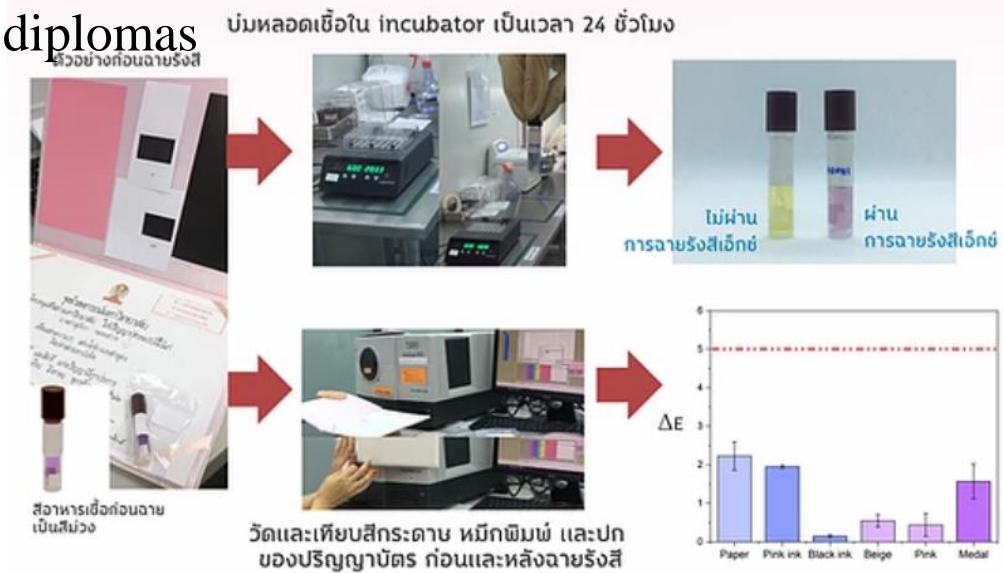 diplomas
บ่มหลอดเชื้อใน incubator เป็นเวลา 24 ชั่วโมง
ตัวอย่างก่อนฉายรังสี
ไม่ผ่าน
การฉายรังสีเอ็กซ์
ผ่าน
การฉายรังสีเอ็กซ์
สีอาหารเชื้อก่อนฉาย
เป็นสีม่วง
วัดและเทียบสีกระดาษ หมึกพิมพ์ และปก
ของปริญญาบัตร ก่อนและหลังฉายรังสี
ΔE
6
5
4
3
2
1
0
Paper Pink ink Black ink Beige Pink Medal